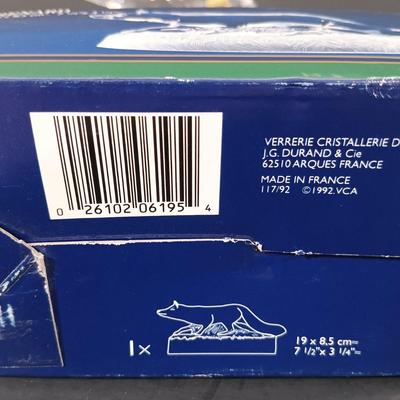 VERRERIE CRISTALLERIE D
J.G. DURAND & Cie
62510 ARQUES FRANCE
MADE IN FRANCE
117/92 ©1992.VCA
0 26102 06195 4
1x
19 x 8,5 cm≈
7 1/2"x 3 1/4"≈